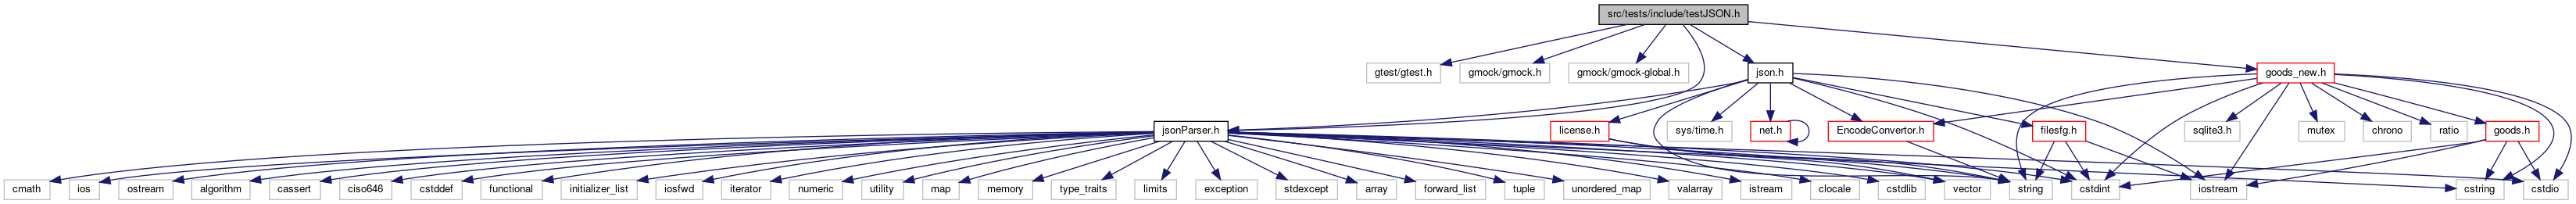 src/tests/include/testJSON.h
gtest/gtest.h
gmock/gmock.h
gmock/gmock-global.h
json.h
goods_new.h
jsonParser.h
license.h
sys/time.h
net.h
EncodeConvertor.h
filesfg.h
sqlite3.h
mutex
chrono
ratio
goods.h
cmath
ios
ostream
algorithm
cassert
ciso646
cstddef
functional
initializer_list
iosfwd
iterator
numeric
utility
map
memory
type_traits
limits
exception
stdexcept
array
forward_list
tuple
unordered_map
valarray
istream
clocale
cstdlib
vector
string
cstdint
iostream
cstring
cstdio